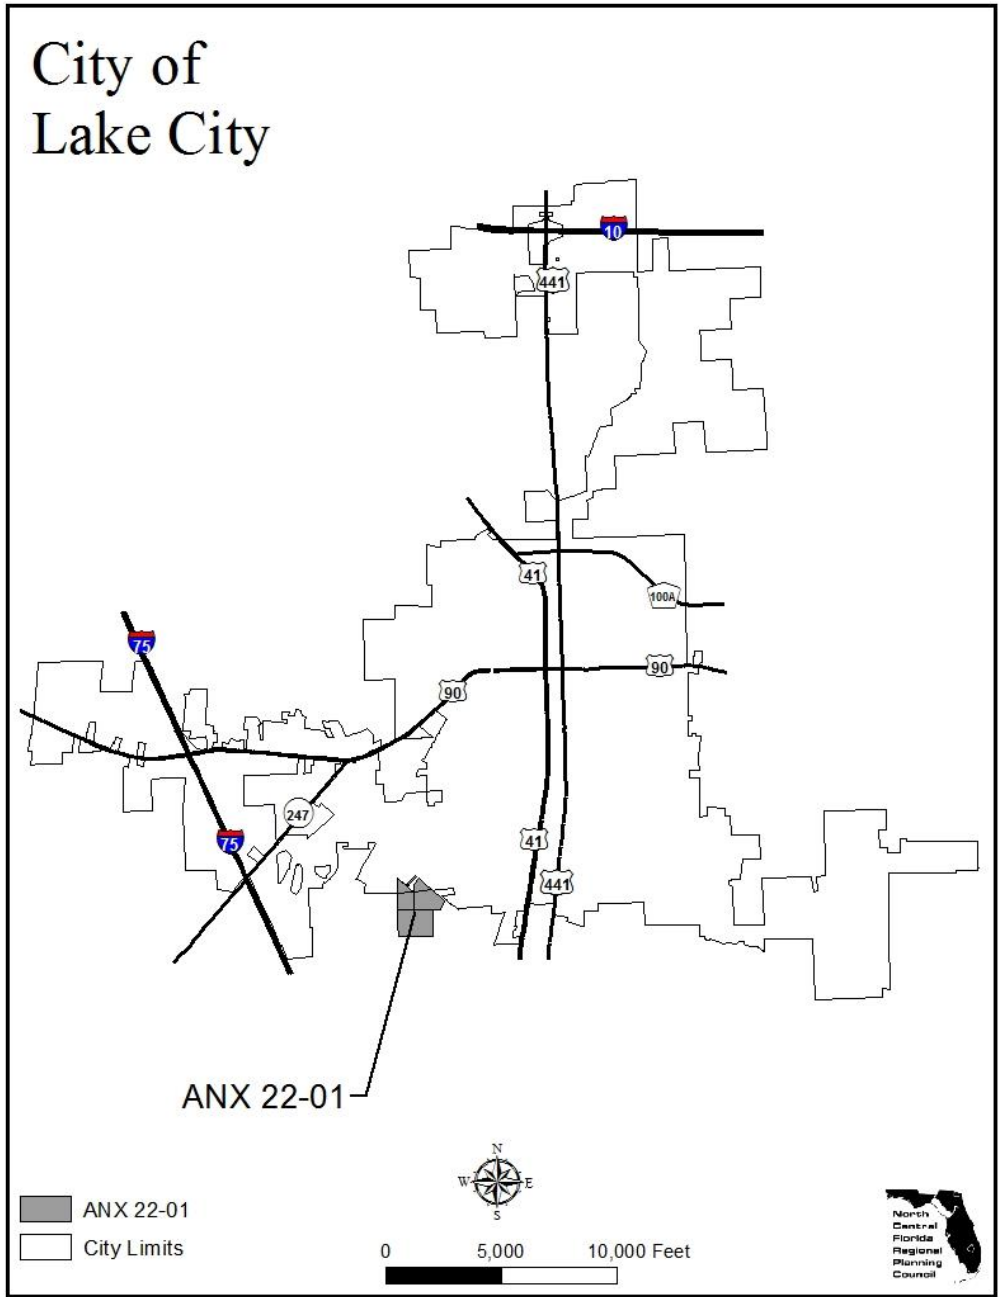 City of
Lake City
10
441
41
100A
75
90
90
247
75
41
441
ANX 22-01
N
W E
S
ANX 22-01
City Limits
0 5,000 10,000 Feet
North
Central
Florida
Regional
Planning
Council